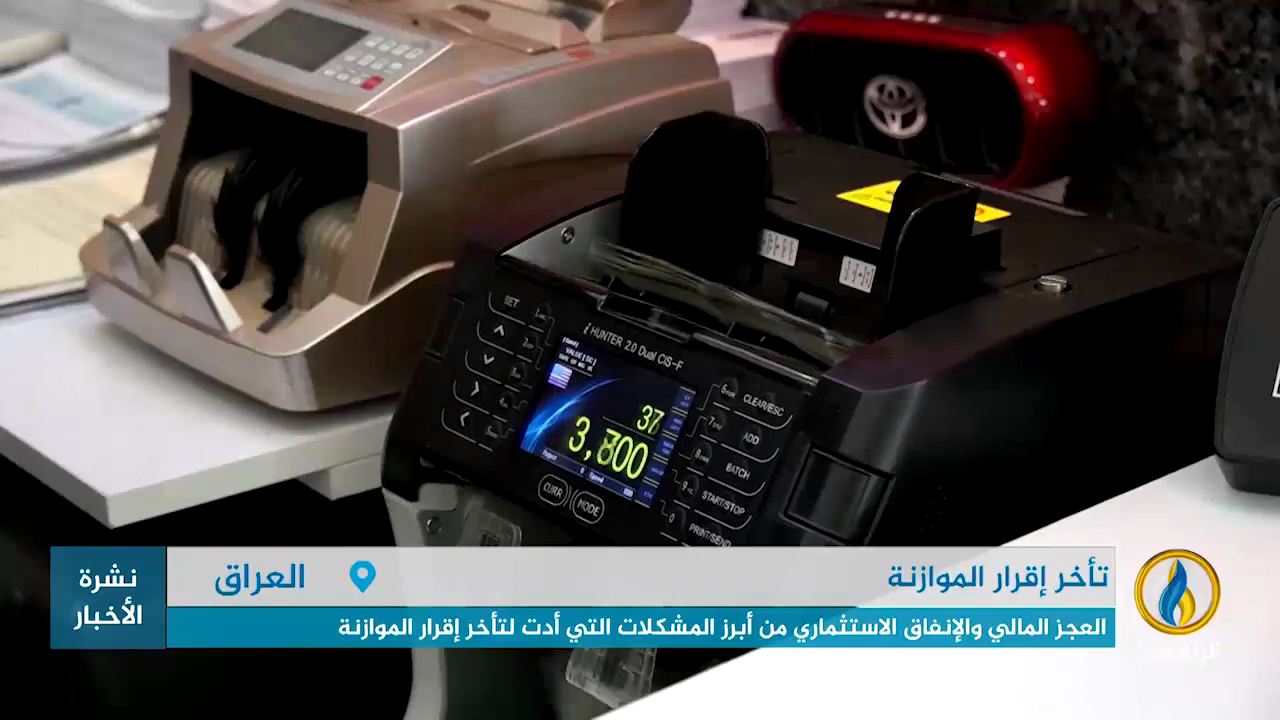 i HUNTER 2.0 Dual CIS-F
SET
CLEAR/ESC
ADD
BATCH
START/STOP
PRINT/SEND
37
3,800
CURR
MODE
تأخر إقرار الموازنة
العراق
العجز المالي والإنفاق الاستثماري من أبرز المشكلات التي أدت لتأخر إقرار الموازنة
نشرة
الأخبار